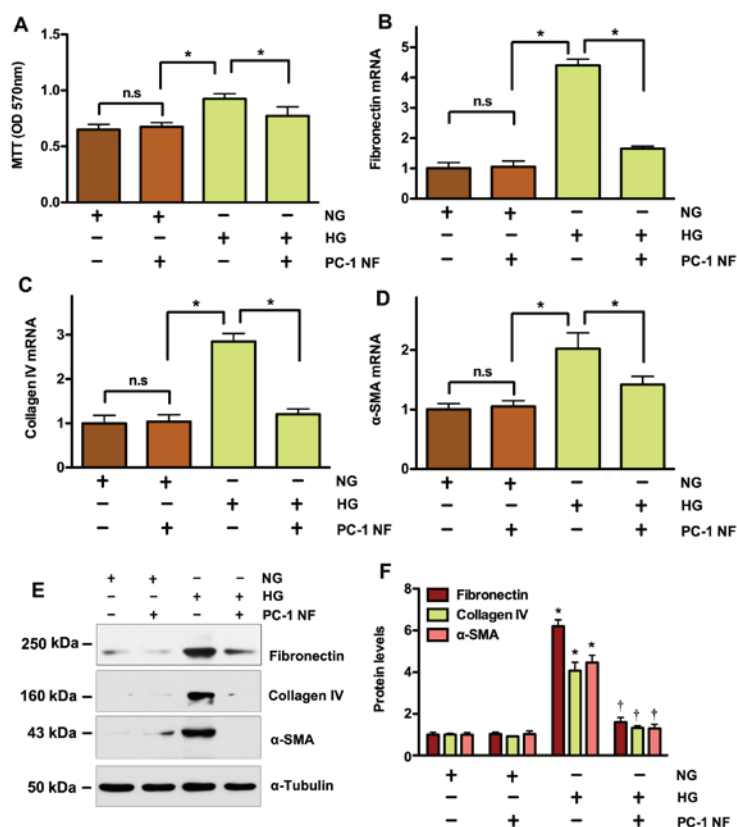 A
MTT (OD 570nm)
1.5
1.0
0.5
0.0
n.s
*
*
+ + − − NG
− − + + HG
− + − + PC-1 NF
B
Fibronectin mRNA
5
4
3
2
1
0
n.s
*
*
+ + − − NG
− − + + HG
− + − + PC-1 NF
C
Collagen IV mRNA
3
2
1
0
n.s
*
*
+ + − − NG
− − + + HG
− + − + PC-1 NF
D
α-SMA mRNA
2
1
0
n.s
*
*
+ + − − NG
− − + + HG
− + − + PC-1 NF
E
+ + − − NG
− − + + HG
− + − + PC-1 NF
250 kDa Fibronectin
160 kDa Collagen IV
43 kDa α-SMA
50 kDa α-Tubulin
F
Fibronectin
Collagen IV
α-SMA
Protein levels
8
6
4
2
0
* * *
† † †
+ + − − NG
− − + + HG
− + − + PC-1 NF